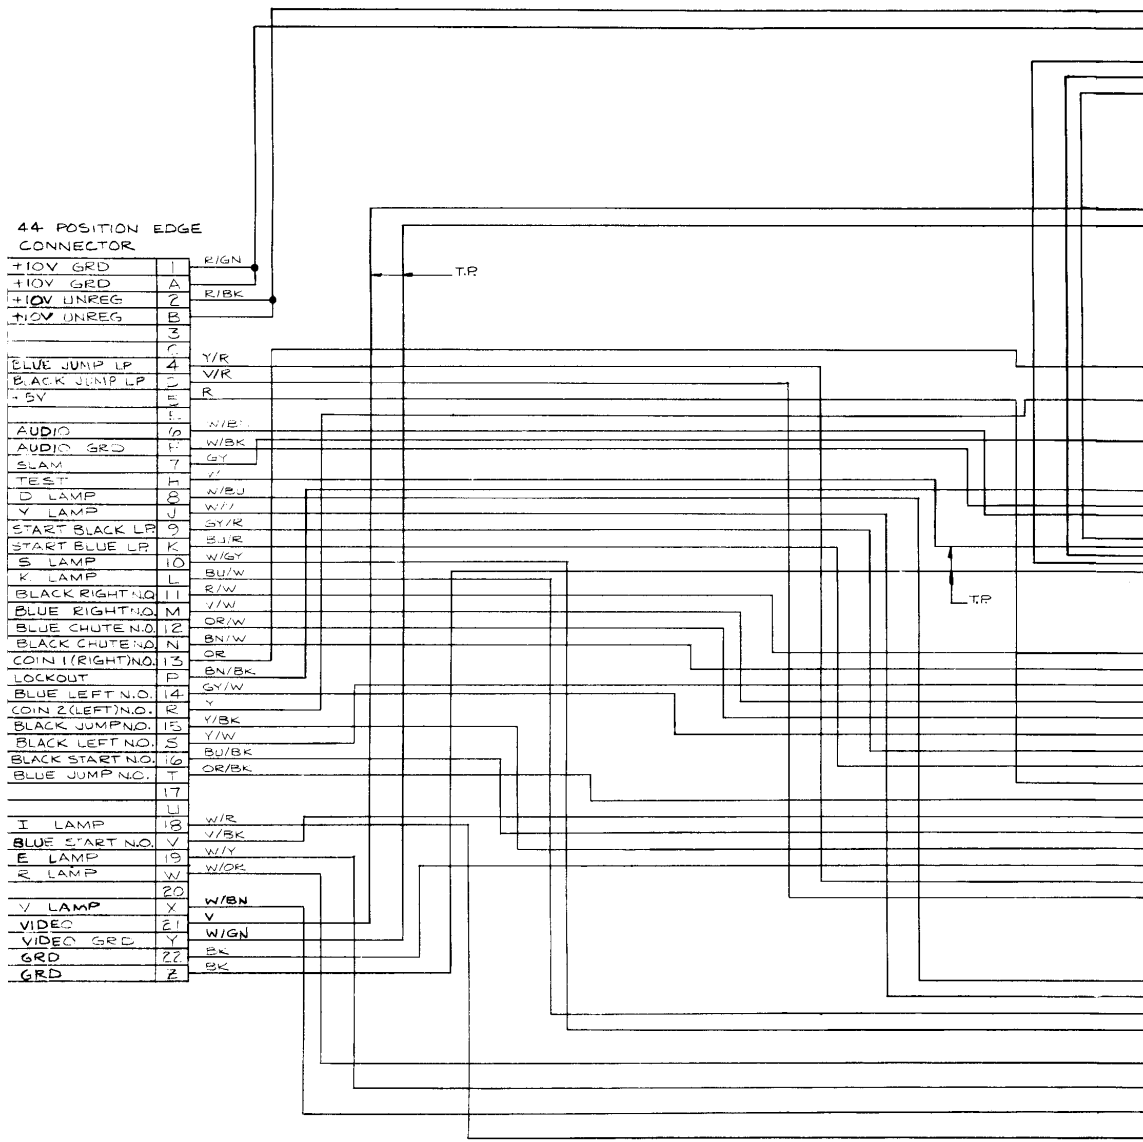 44 POSITION EDGE
CONNECTOR
+10V GRD 1 R/GN
+10V GRD A
+10V UNREG 2 R/BK
+10V UNREG B
3
C
BLUE JUMP LP 4 Y/R
BLACK JUMP LP V/R
5V R
AUDIO 6
AUDIO GRD F W/BK
SLAM 7 GY
TEST H
D LAMP 8 W/BU
Y LAMP J
START BLACK LP. 9 GY/R
START BLUE LP. K BU/R
S LAMP 10 W/GY
K LAMP L BU/W
BLACK RIGHT N.O. 11 R/W
BLUE RIGHT N.O. M V/W
BLUE CHUTE N.O. 12 OR/W
BLACK CHUTE N.O. N BN/W
COIN 1 (RIGHT) N.O. 13 OR
LOCKOUT P BN/BK
BLUE LEFT N.O. 14 GY/W
COIN 2 (LEFT) N.O. R Y
BLACK JUMP N.O. 15 Y/BK
BLACK LEFT N.O. S Y/W
BLACK START N.O. 16 BU/BK
BLUE JUMP N.O. T OR/BK
17
U
I LAMP 18 W/R
BLUE START N.O. V V/BK
E LAMP 19 W/Y
R LAMP W W/OR
20
V LAMP X W/BN
VIDEO 21 V
VIDEO GRD Y W/GN
GRD 22 BK
GRD Z BK
T.P.
T.P.